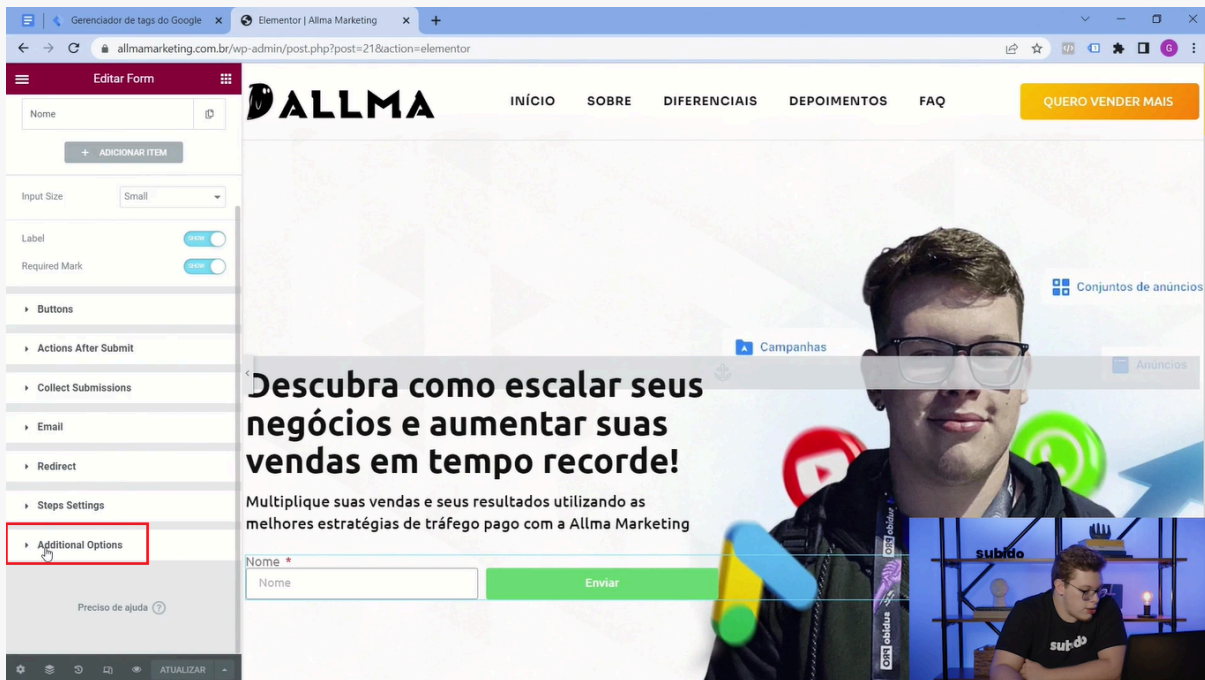 Gerenciador de tags do Google
Elementor | Allma Marketing
allmamarketing.com.br/wp-admin/post.php?post=21&action=elementor
G
Editar Form
Nome
+ ADICIONAR ITEM
Input Size
Small
Label
SHOW
Required Mark
SHOW
Buttons
Actions After Submit
Collect Submissions
Email
Redirect
Steps Settings
Additional Options
Preciso de ajuda ?
ATUALIZAR
ALLMA
INÍCIO
SOBRE
DIFERENCIAIS
DEPOIMENTOS
FAQ
QUERO VENDER MAIS
Conjuntos de anúncios
Campanhas
Anúncios
Descubra como escalar seus
negócios e aumentar suas
vendas em tempo recorde!
Multiplique suas vendas e seus resultados utilizando as
melhores estratégias de tráfego pago com a Allma Marketing
Nome *
Nome
Enviar
subido
subido